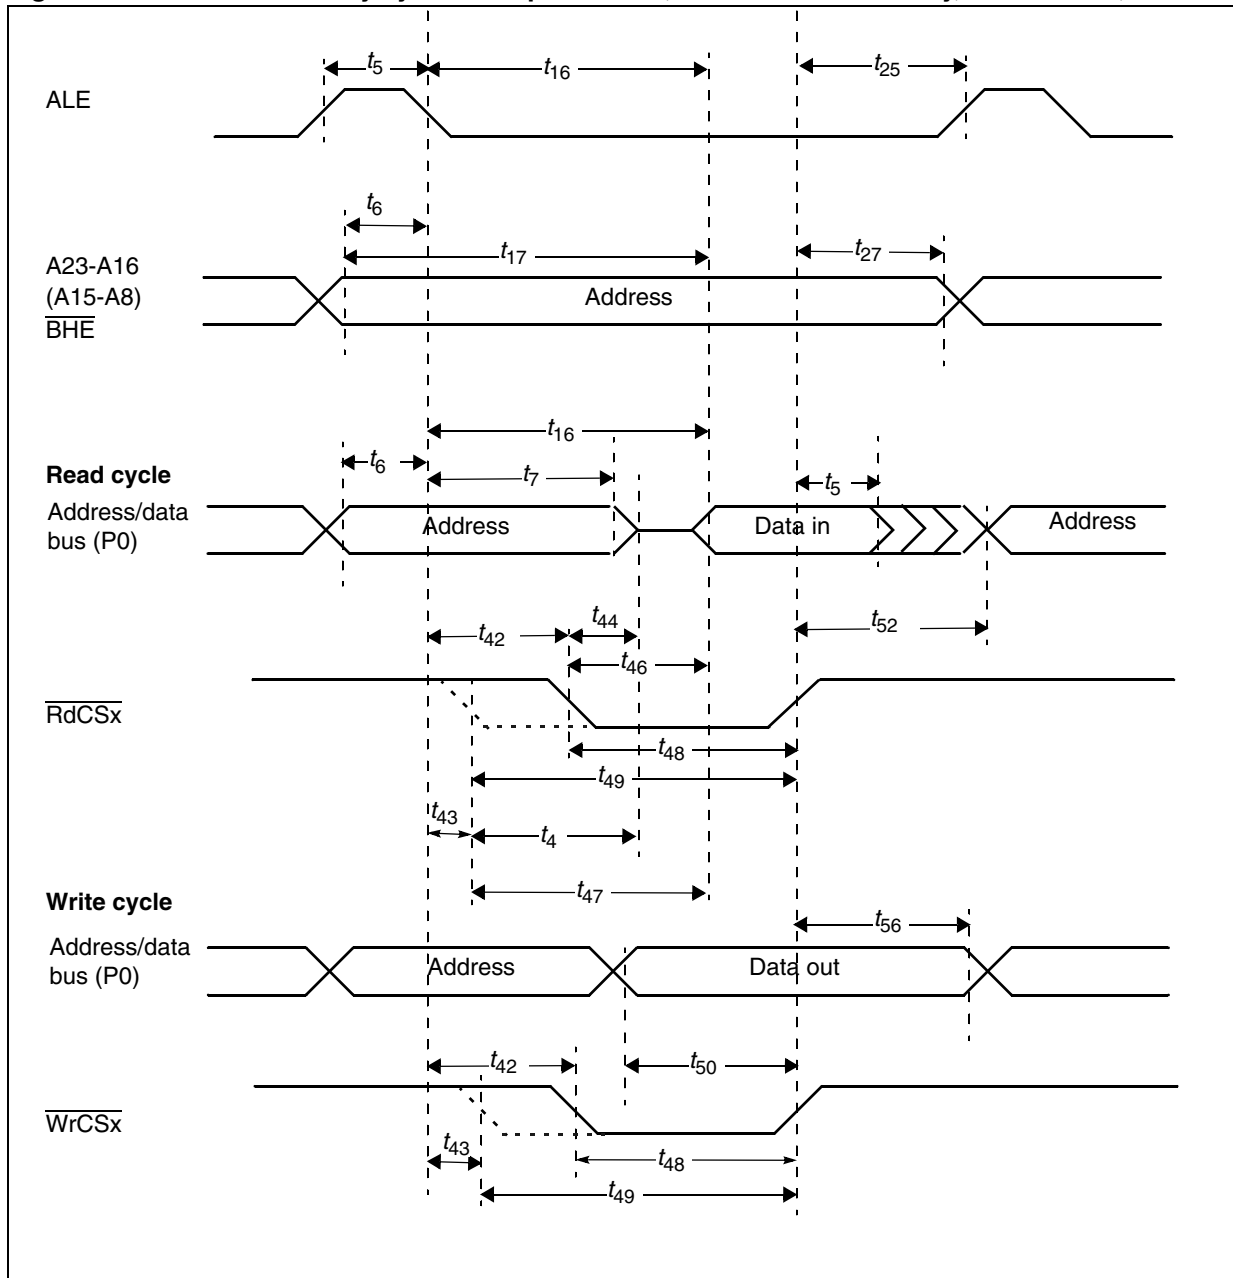 t5 t16 t25
ALE
t6
t17 t27
A23-A16
(A15-A8) Address
BHE
t16
t6 t7 t5
Read cycle
Address/data Address Data in Address
bus (P0)
t42 t44 t52
t46
RdCSx
t48
t49
t43 t4
t47
Write cycle
t56
Address/data Address Data out
bus (P0)
t42 t50
WrCSx
t43 t48
t49